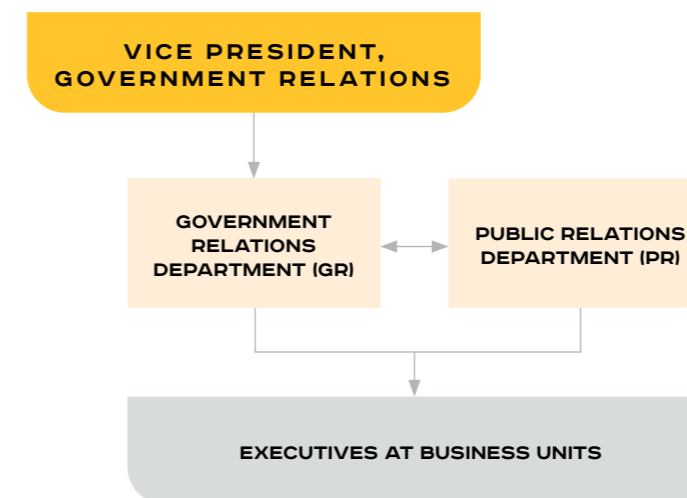 VICE PRESIDENT,
GOVERNMENT RELATIONS
GOVERNMENT
RELATIONS
DEPARTMENT (GR)
PUBLIC RELATIONS
DEPARTMENT (PR)
EXECUTIVES AT BUSINESS UNITS